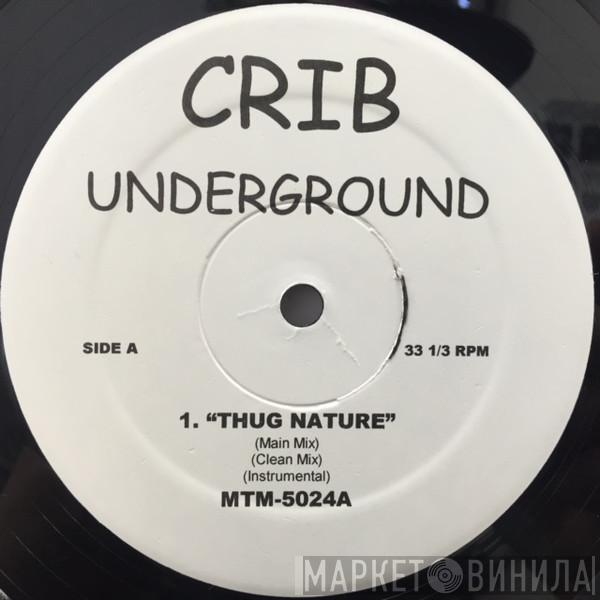 CRIB
UNDERGROUND
SIDE A
33 1/3 RPM
1. “THUG NATURE”
(Main Mix)
(Clean Mix)
(Instrumental)
MTM-5024A
МАРКЕТ ВИНИЛА